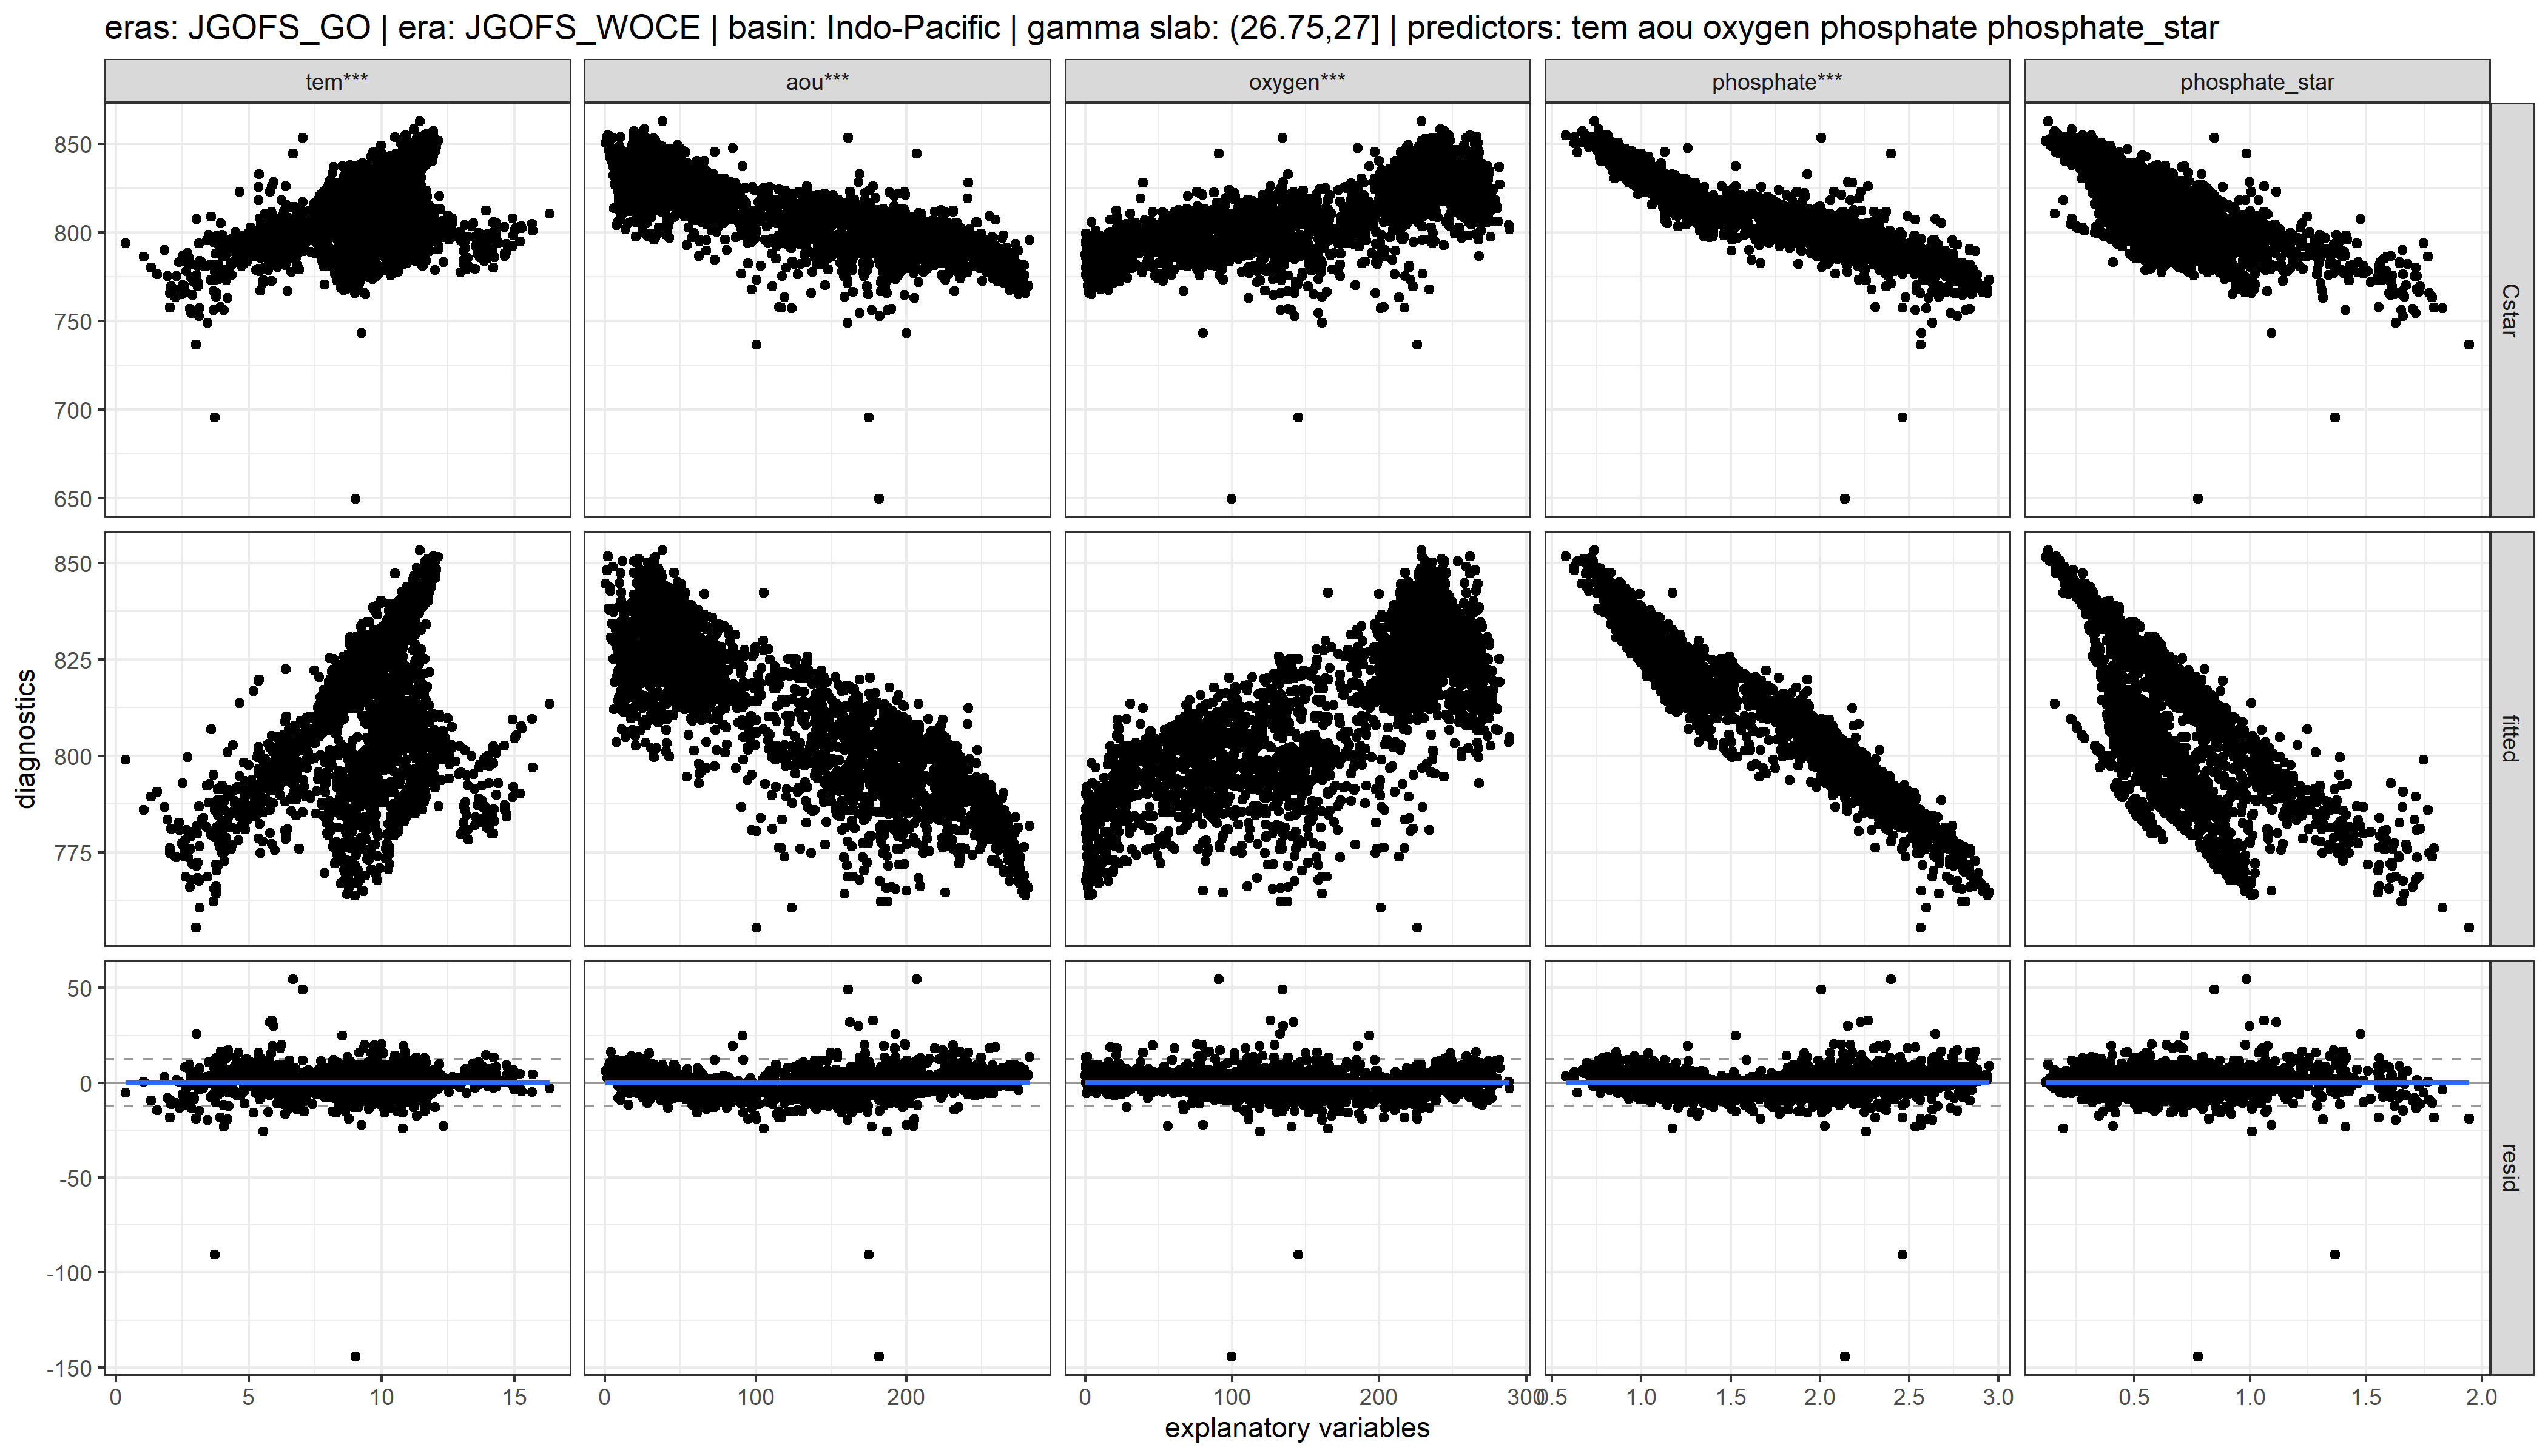 eras: JGOFS_GO | era: JGOFS_WOCE | basin: Indo-Pacific | gamma slab: (26.75,27] | predictors: tem aou oxygen phosphate phosphate_star
tem*** aou*** oxygen*** phosphate*** phosphate_star
850
800
750
700
650
Cstar
850
825
800
775
fitted
diagnostics
50
0
-50
-100
-150
resid
0 5 10 15 0 100 200 0 100 200 300 0.5 1.0 1.5 2.0 2.5 3.0 0.5 1.0 1.5 2.0
explanatory variables